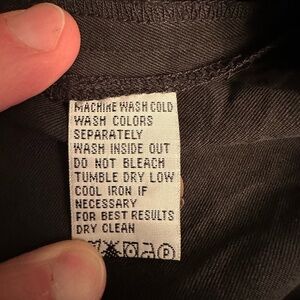 MACHINE WASH COLD
WASH COLORS
SEPARATELY
WASH INSIDE OUT
DO NOT BLEACH
TUMBLE DRY LOW
COOL IRON IF
NECESSARY
FOR BEST RESULTS
DRY CLEAN
P